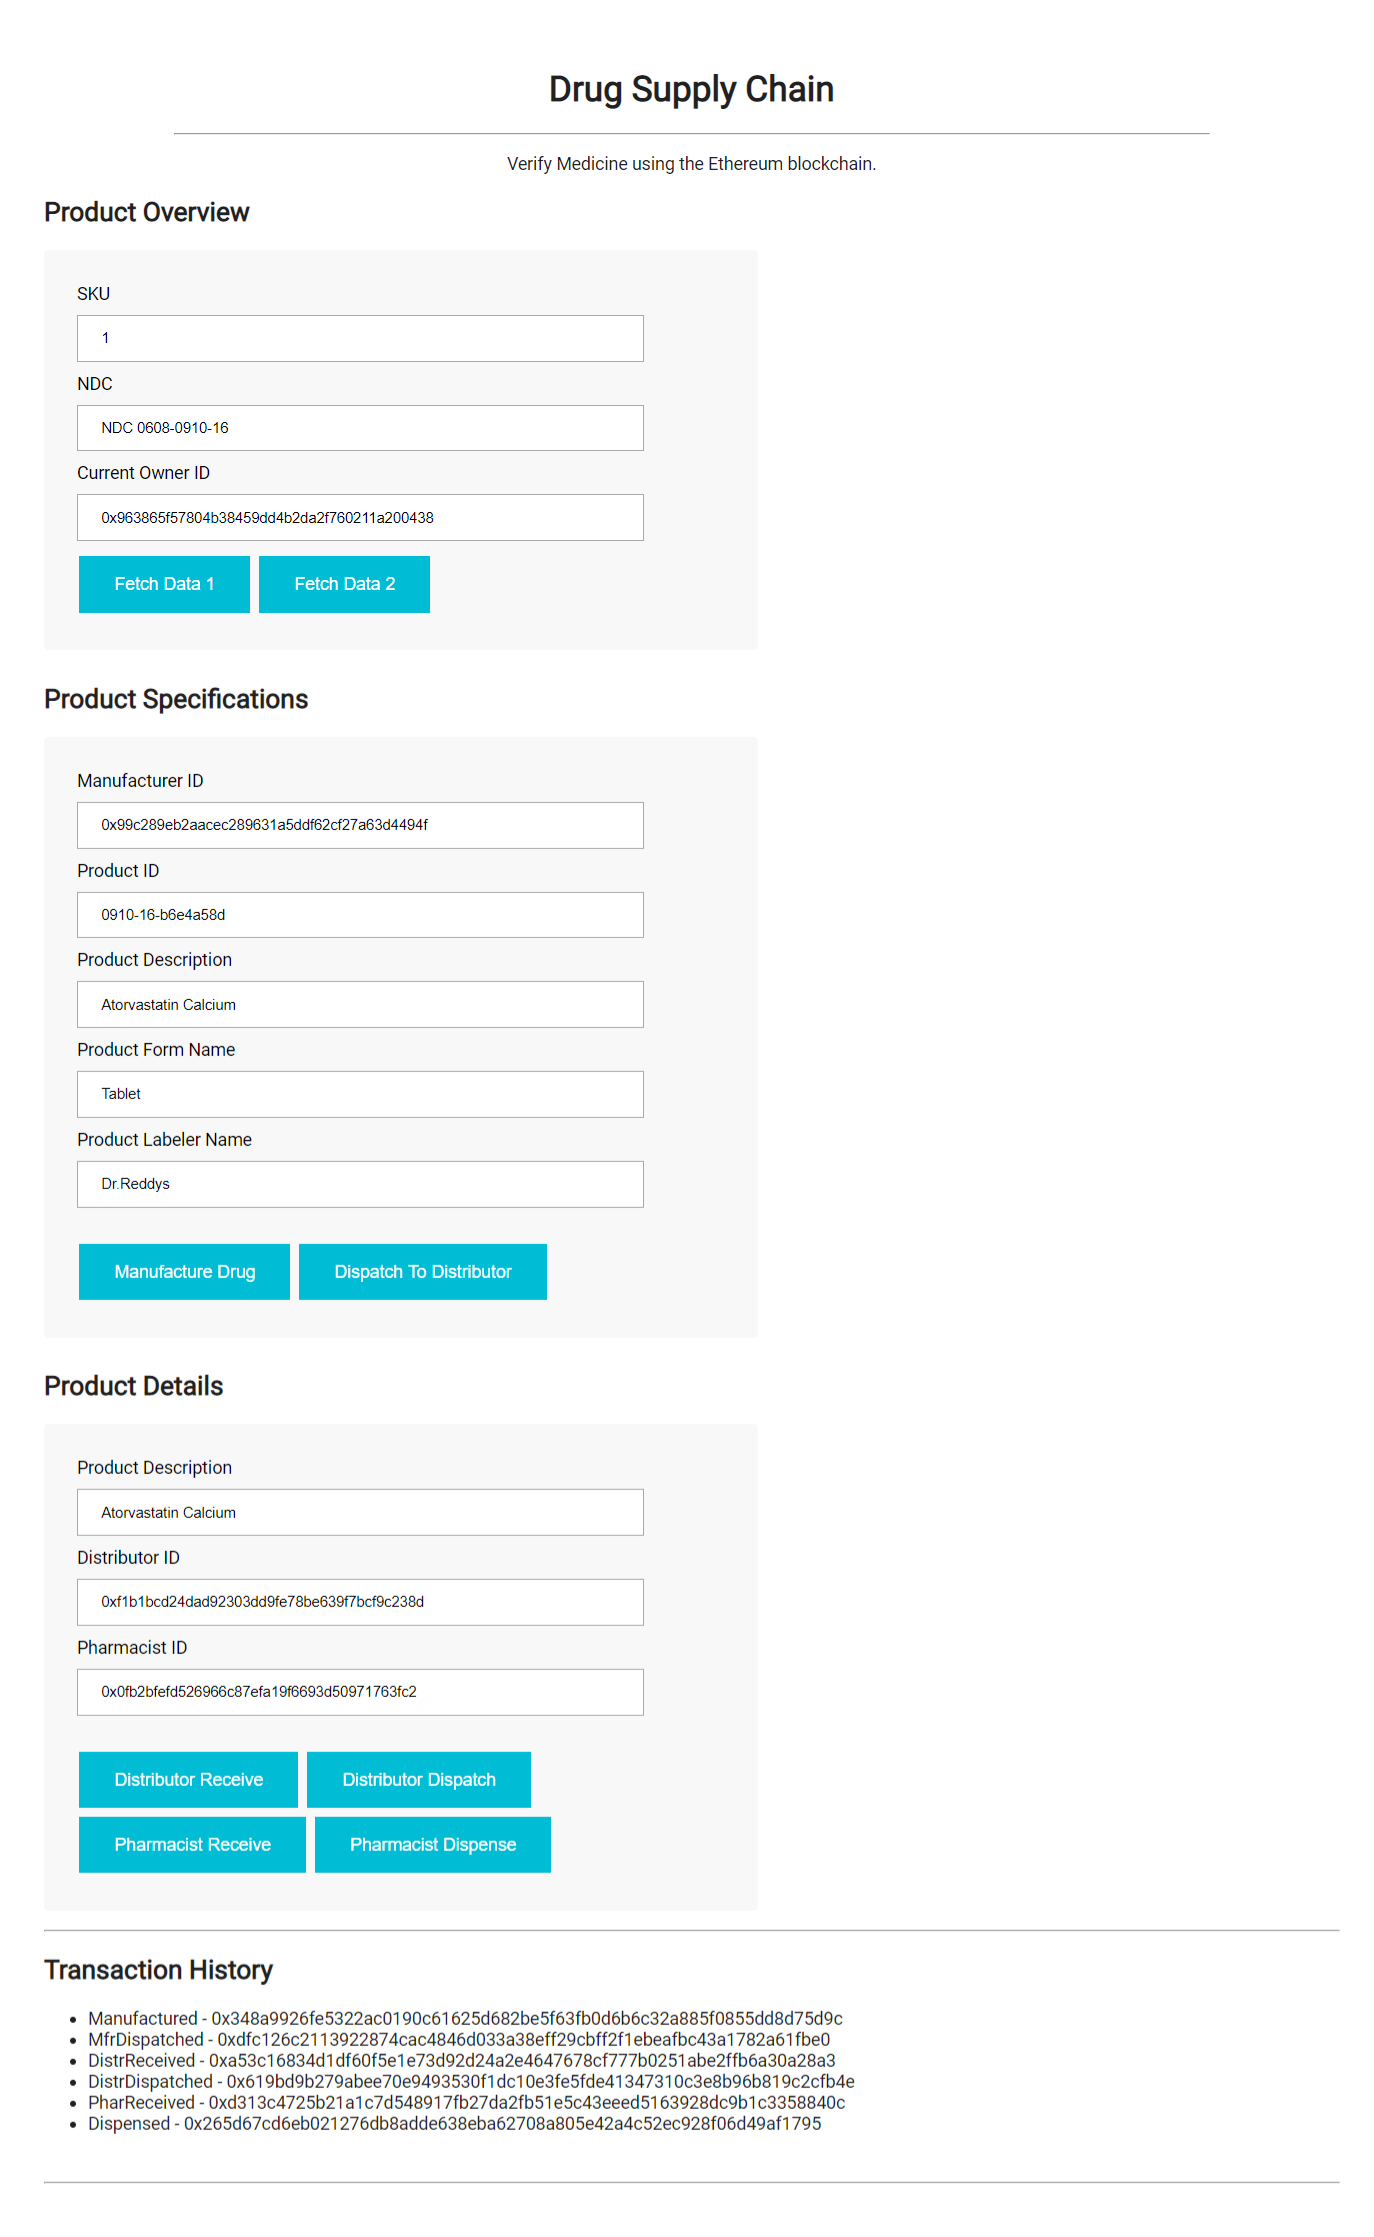 Drug Supply Chain
Verify Medicine using the Ethereum blockchain.
Product Overview
SKU
1
NDC
NDC 0608-0910-16
Current Owner ID
0x963865f57804b38459dd4b2da2f760211a200438
Fetch Data 1 Fetch Data 2
Product Specifications
Manufacturer ID
0x99c289eb2aacec289631a5ddf62cf27a63d4494f
Product ID
0910-16-b6e4a58d
Product Description
Atorvastatin Calcium
Product Form Name
Tablet
Product Labeler Name
Dr.Reddys
Manufacture Drug Dispatch To Distributor
Product Details
Product Description
Atorvastatin Calcium
Distributor ID
0xf1b1bcd24dad92303dd9fe78be639f7bcf9c238d
Pharmacist ID
0x0fb2bfefd526966c87efa19f6693d50971763fc2
Distributor Receive Distributor Dispatch
Pharmacist Receive Pharmacist Dispense
Transaction History
• Manufactured - 0x348a9926fe5322ac0190c61625d682be5f63fb0d6b6c32a885f0855dd8d75d9c
• MfrDispatched - 0xdfc126c2113922874cac4846d033a38eff29cbff2f1ebeafbc43a1782a61fbe0
• DistrReceived - 0xa53c16834d1df60f5e1e73d92d24a2e4647678cf777b0251abe2ffb6a30a28a3
• DistrDispatched - 0x619bd9b279abee70e9493530f1dc10e3fe5fde41347310c3e8b96b819c2cfb4e
• PharReceived - 0xd313c4725b21a1c7d548917fb27da2fb51e5c43eeed5163928dc9b1c3358840c
• Dispensed - 0x265d67cd6eb021276db8adde638eba62708a805e42a4c52ec928f06d49af1795